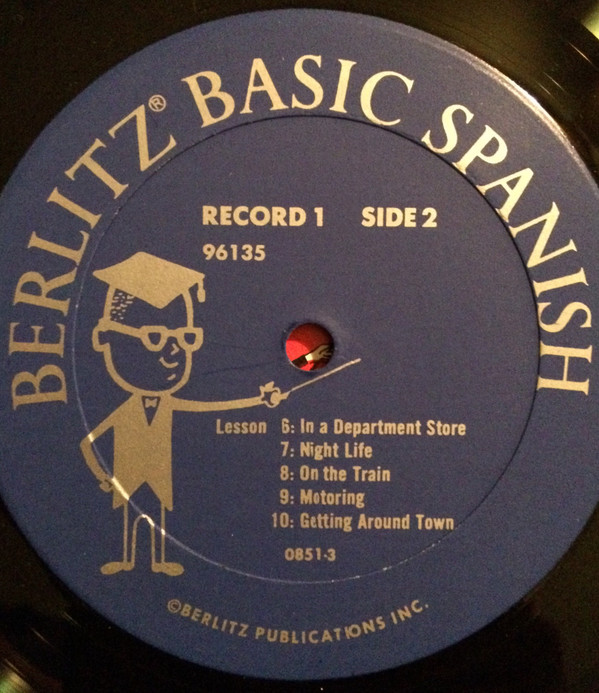 BERLITZ® BASIC SPANISH
RECORD 1 SIDE 2
96135
Lesson 6: In a Department Store
7: Night Life
8: On the Train
9: Motoring
10: Getting Around Town
0851-3
©BERLITZ PUBLICATIONS INC.